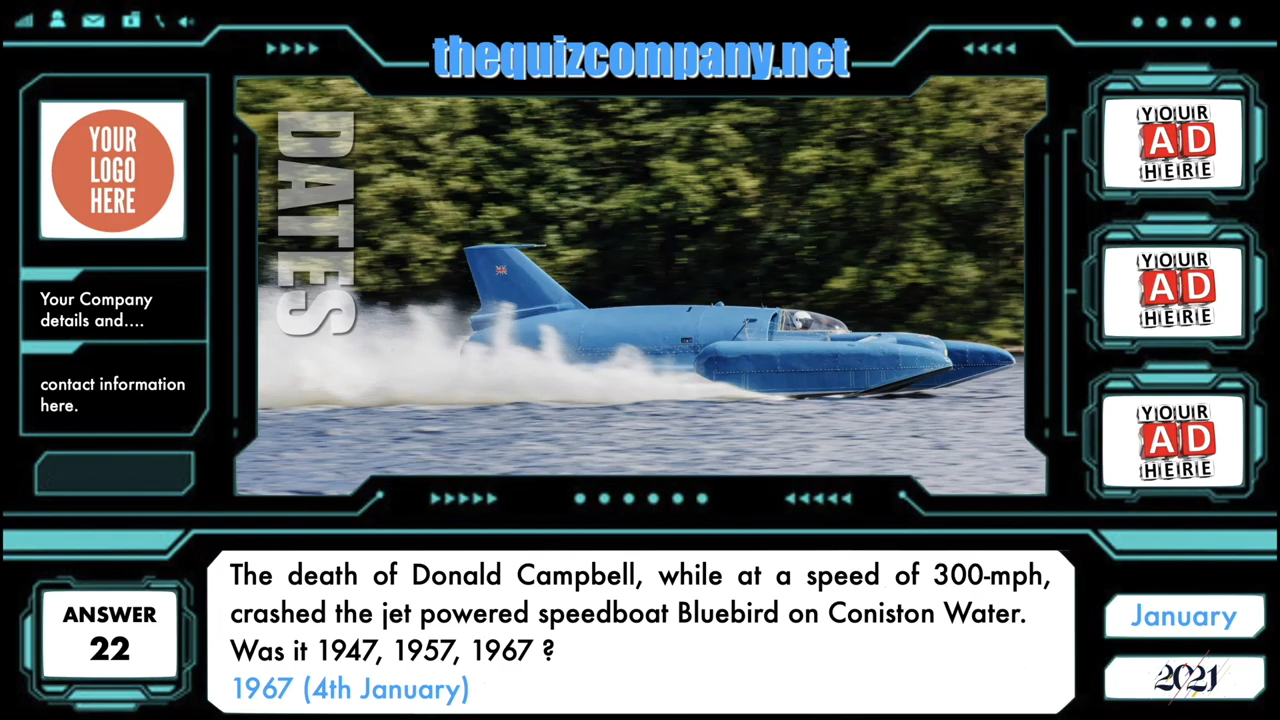 thequizcompany.net
YOUR
LOGO
HERE
DATES
YOUR
AD
HERE
Your Company
details and....
YOUR
AD
HERE
contact information
here.
YOUR
AD
HERE
ANSWER
22
The death of Donald Campbell, while at a speed of 300-mph,
crashed the jet powered speedboat Bluebird on Coniston Water.
Was it 1947, 1957, 1967 ?
1967 (4th January)
January
2021